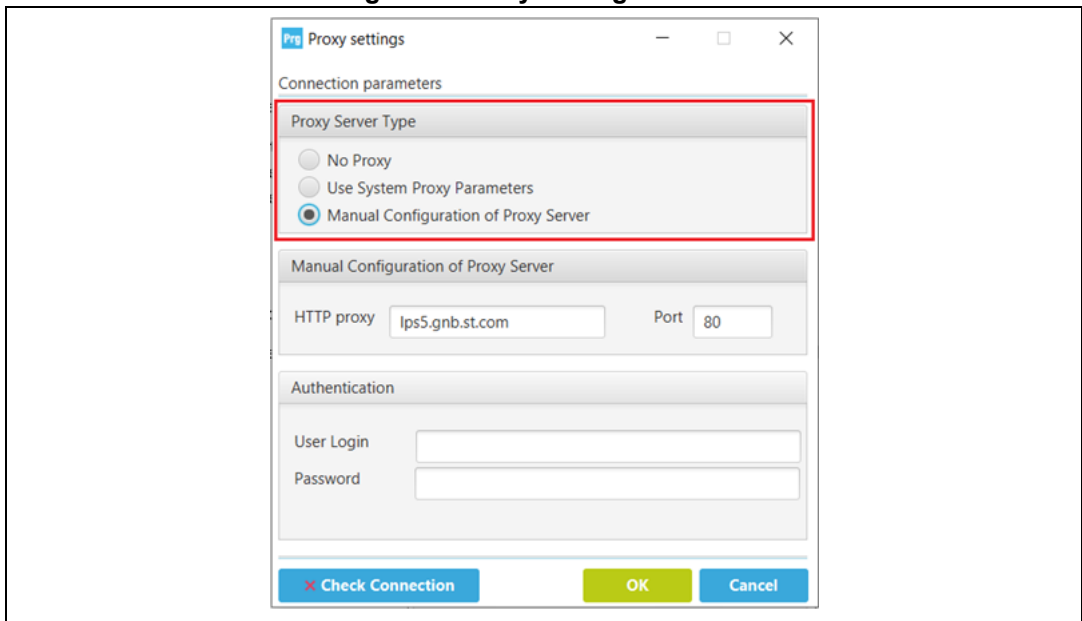 Prg Proxy settings
Connection parameters
Proxy Server Type
No Proxy
Use System Proxy Parameters
Manual Configuration of Proxy Server
Manual Configuration of Proxy Server
HTTP proxy lps5.gnb.st.com Port 80
Authentication
User Login
Password
Check Connection OK Cancel